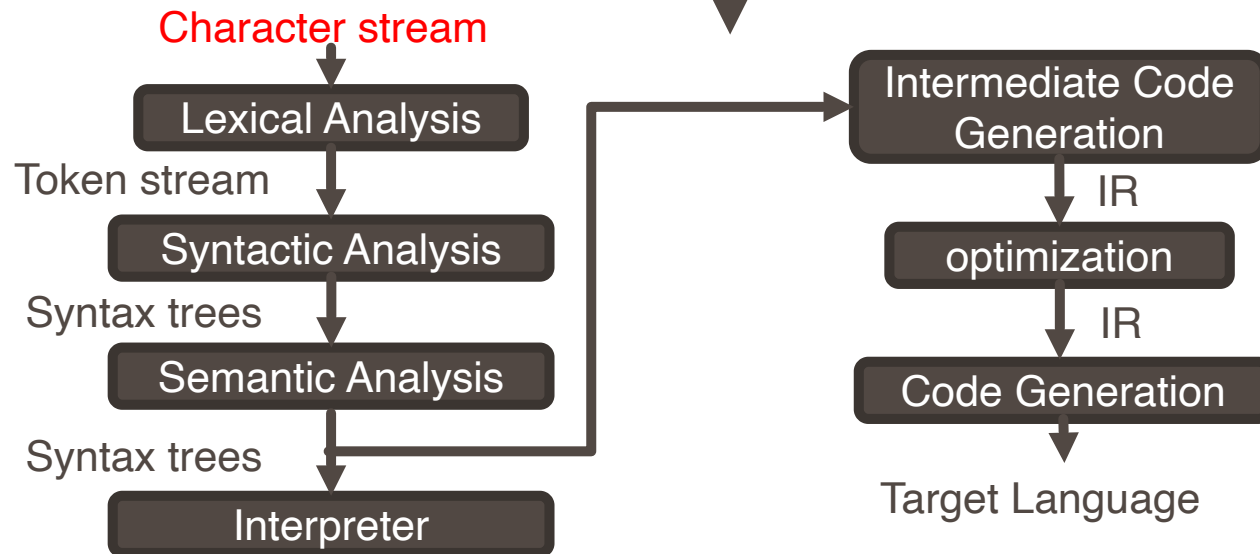 Character stream
Lexical Analysis
Token stream
Syntactic Analysis
Syntax trees
Semantic Analysis
Syntax trees
Interpreter
Intermediate Code
Generation
IR
optimization
IR
Code Generation
Target Language